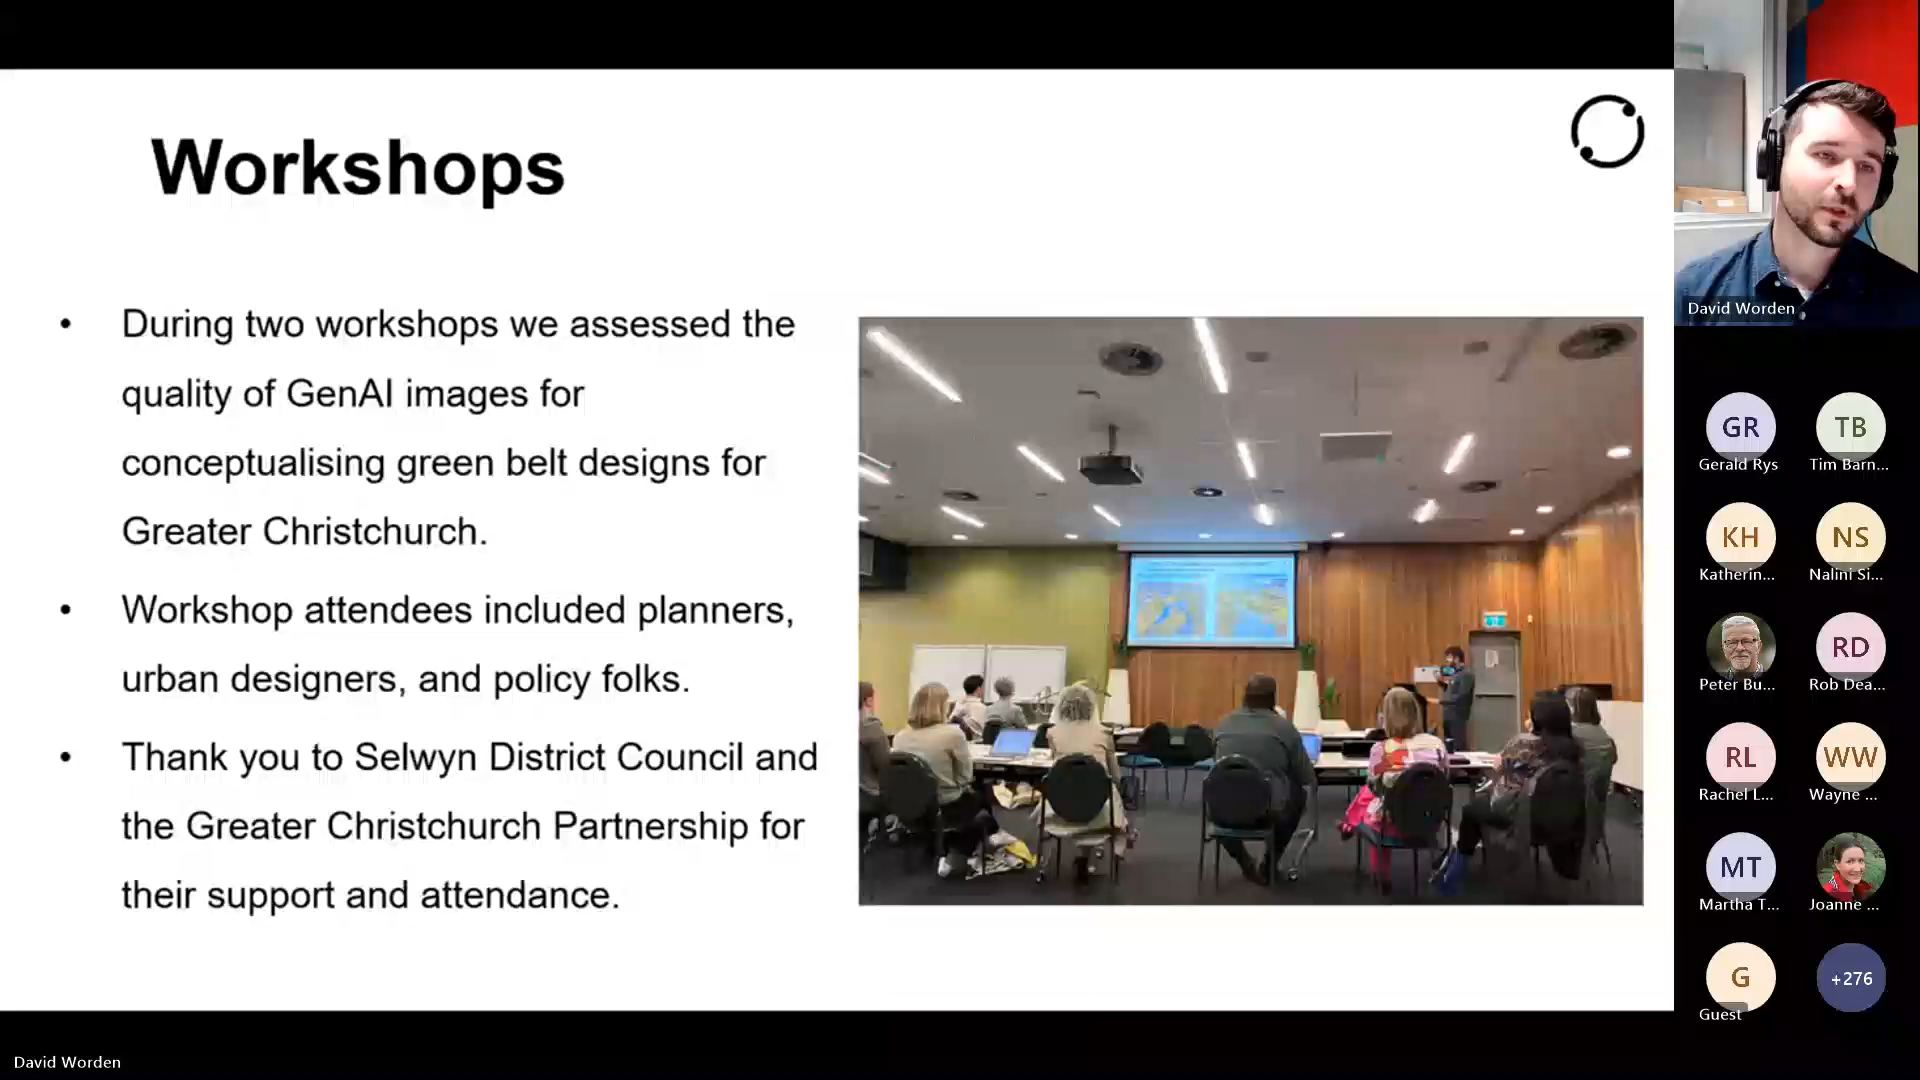 Workshops
• During two workshops we assessed the
quality of GenAI images for
conceptualising green belt designs for
Greater Christchurch.
• Workshop attendees included planners,
urban designers, and policy folks.
• Thank you to Selwyn District Council and
the Greater Christchurch Partnership for
their support and attendance.
David Worden
GR
Gerald Rys
TB
Tim Barn...
KH
Katherin...
NS
Nalini Si...
Peter Bu...
RD
Rob Dea...
RL
Rachel L...
WW
Wayne ...
MT
Martha T...
Joanne ...
G
Guest
+276
David Worden